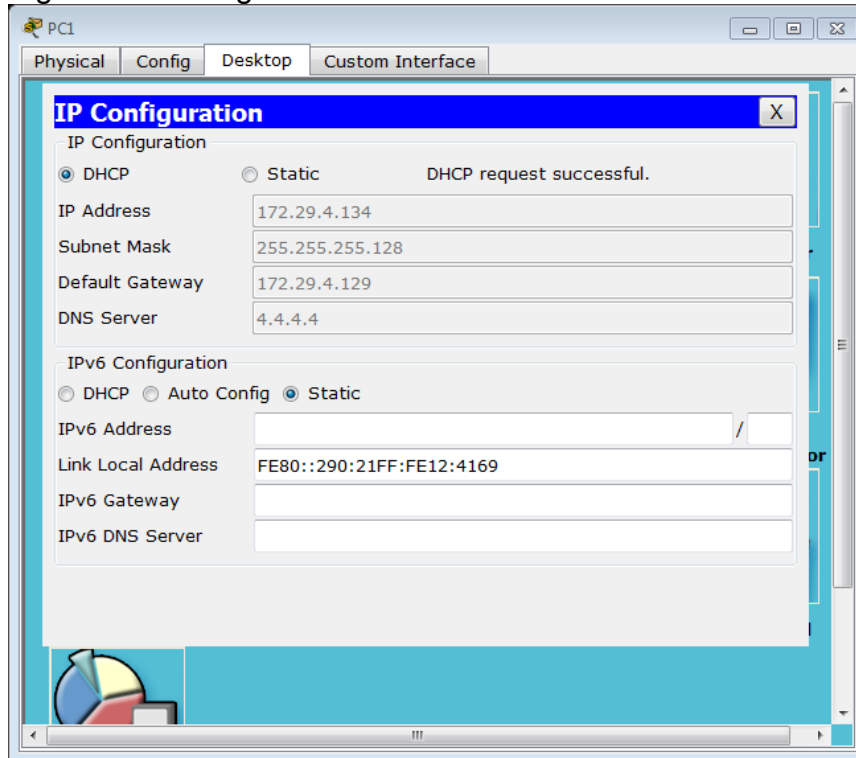 PC1
Physical Config Desktop Custom Interface
IP Configuration X
IP Configuration
DHCP Static DHCP request successful.
IP Address 172.29.4.134
Subnet Mask 255.255.255.128
Default Gateway 172.29.4.129
DNS Server 4.4.4.4
IPv6 Configuration
DHCP Auto Config Static
IPv6 Address /
Link Local Address FE80::290:21FF:FE12:4169
or
IPv6 Gateway
IPv6 DNS Server